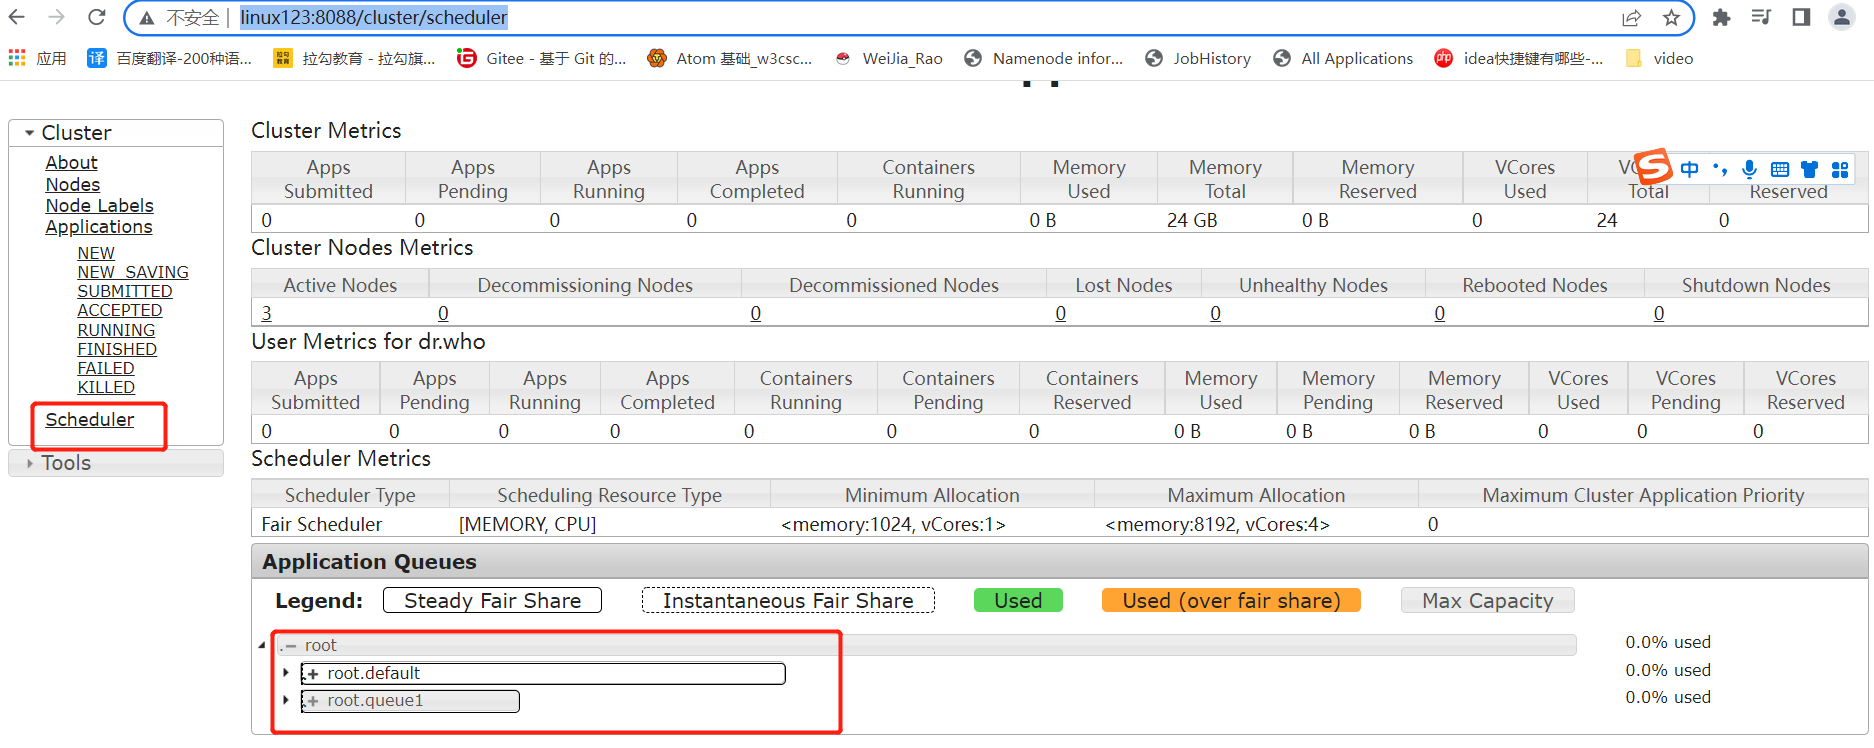 不安全 linux123:8088/cluster/scheduler
应用 译 百度翻译-200种语... 拉勾教育 拉勾教育 - 拉勾旗... G Gitee - 基于 Git 的... Atom 基础_w3csc... WeiJia_Rao Namenode infor... JobHistory All Applications php idea快捷键有哪些-... video
Cluster
About
Nodes
Node Labels
Applications
NEW
NEW_SAVING
SUBMITTED
ACCEPTED
RUNNING
FINISHED
FAILED
KILLED
Scheduler
Tools
Cluster Metrics
Apps Submitted Apps Pending Apps Running Apps Completed Containers Running Memory Used Memory Total Memory Reserved VCores Used Total Reserved
S 中
0 0 0 0 0 0 B 24 GB 0 B 0 24 0
Cluster Nodes Metrics
Active Nodes Decommissioning Nodes Decommissioned Nodes Lost Nodes Unhealthy Nodes Rebooted Nodes Shutdown Nodes
3 0 0 0 0 0 0
User Metrics for dr.who
Apps Submitted Apps Pending Apps Running Apps Completed Containers Running Containers Pending Containers Reserved Memory Used Memory Pending Memory Reserved VCores Used VCores Pending VCores Reserved
0 0 0 0 0 0 0 0 B 0 B 0 B 0 0 0
Scheduler Metrics
Scheduler Type Scheduling Resource Type Minimum Allocation Maximum Allocation Maximum Cluster Application Priority
Fair Scheduler [MEMORY, CPU] <memory:1024, vCores:1> <memory:8192, vCores:4> 0
Application Queues
Legend: Steady Fair Share Instantaneous Fair Share Used Used (over fair share) Max Capacity
root 0.0% used
root.default 0.0% used
root.queue1 0.0% used